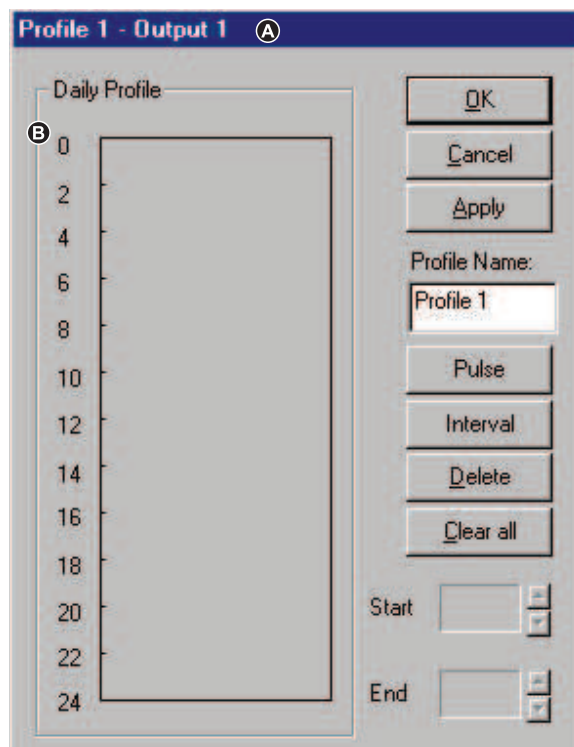 Profile 1 - Output 1 A
Daily Profile
B
0
2
4
6
8
10
12
14
16
18
20
22
24
OK
Cancel
Apply
Profile Name:
Profile 1
Pulse
Interval
Delete
Clear all
Start
End